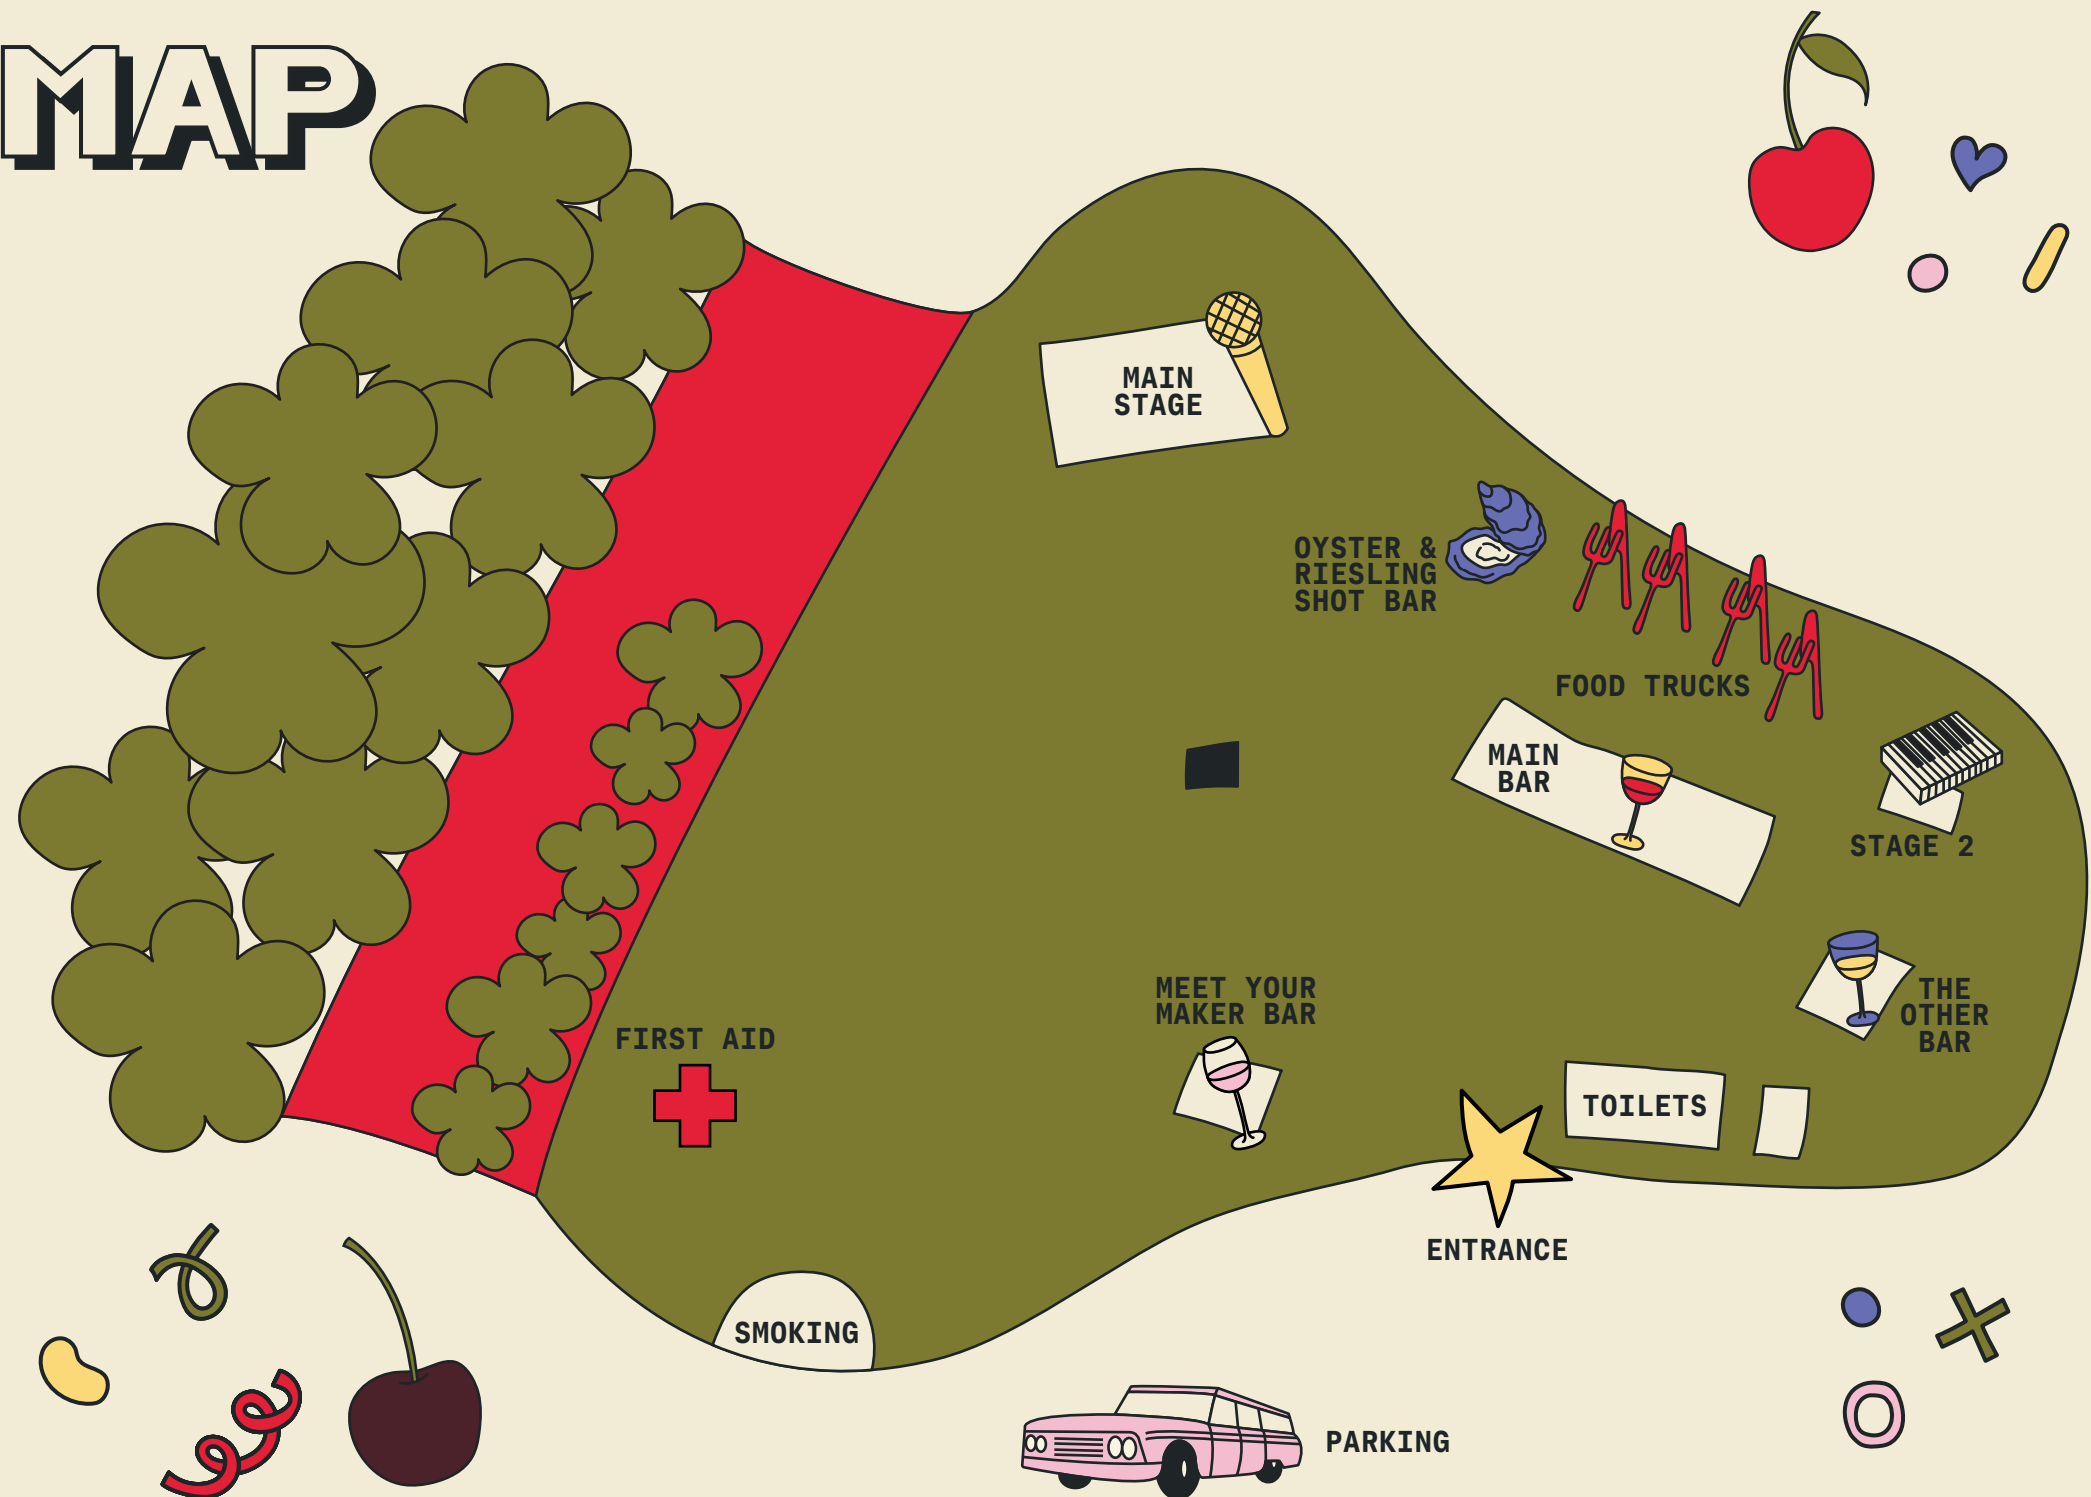 MAP
MAIN
STAGE
OYSTER &
RIESLING
SHOT BAR
FOOD TRUCKS
MAIN
BAR
STAGE 2
MEET YOUR
MAKER BAR
THE
OTHER
BAR
FIRST AID
TOILETS
ENTRANCE
SMOKING
PARKING